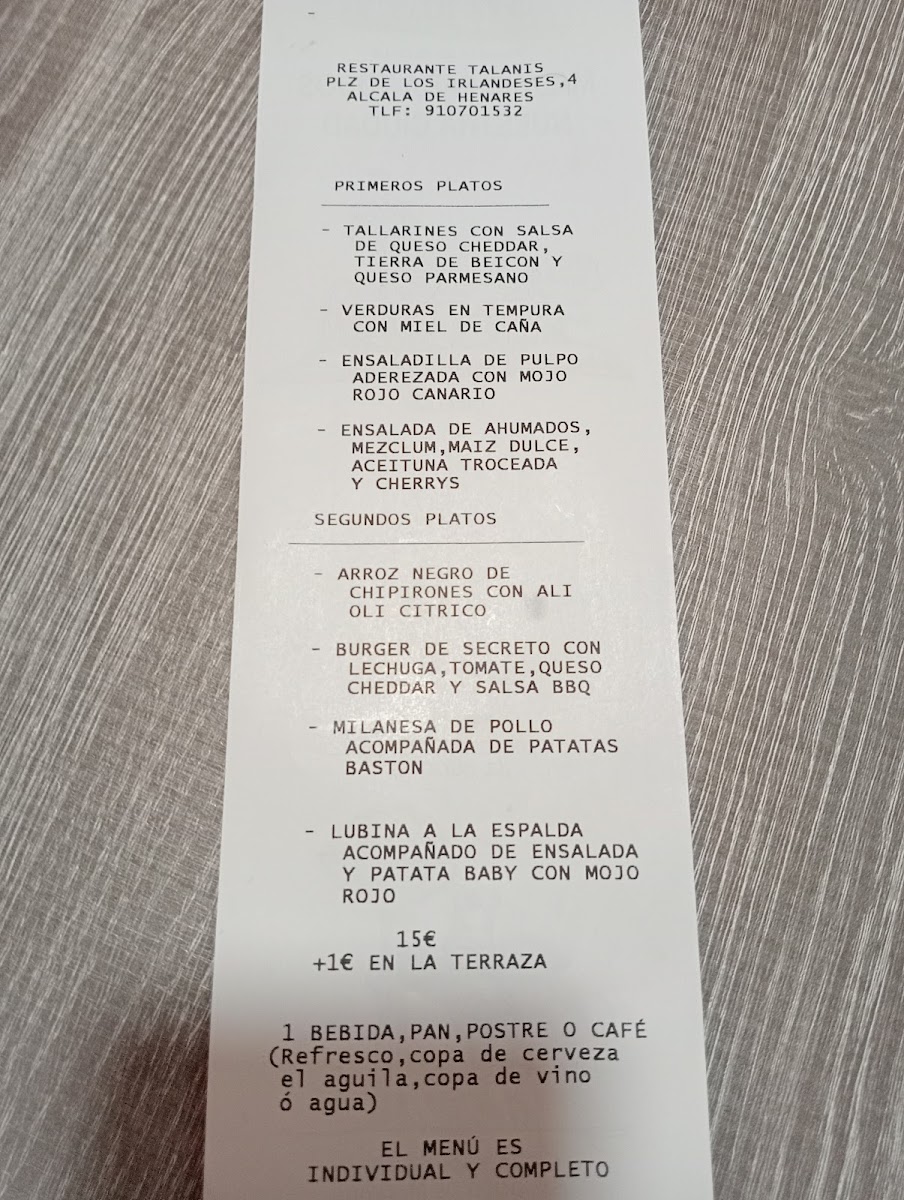 RESTAURANTE TALANIS
PLZ DE LOS IRLANDESES,4
ALCALA DE HENARES
TLF: 910701532
PRIMEROS PLATOS
- TALLARINES CON SALSA
DE QUESO CHEDDAR,
TIERRA DE BEICON Y
QUESO PARMESANO
- VERDURAS EN TEMPURA
CON MIEL DE CAÑA
- ENSALADILLA DE PULPO
ADEREZADA CON MOJO
ROJO CANARIO
- ENSALADA DE AHUMADOS,
MEZCLUM,MAIZ DULCE,
ACEITUNA TROCEADA
Y CHERRYS
SEGUNDOS PLATOS
- ARROZ NEGRO DE
CHIPIRONES CON ALI
OLI CITRICO
- BURGER DE SECRETO CON
LECHUGA,TOMATE,QUESO
CHEDDAR Y SALSA BBQ
- MILANESA DE POLLO
ACOMPAÑADA DE PATATAS
BASTON
- LUBINA A LA ESPALDA
ACOMPAÑADO DE ENSALADA
Y PATATA BABY CON MOJO
ROJO
15€
+1€ EN LA TERRAZA
1 BEBIDA,PAN,POSTRE O CAFÉ
(Refresco,copa de cerveza
el aguila,copa de vino
ó agua)
EL MENÚ ES
INDIVIDUAL Y COMPLETO